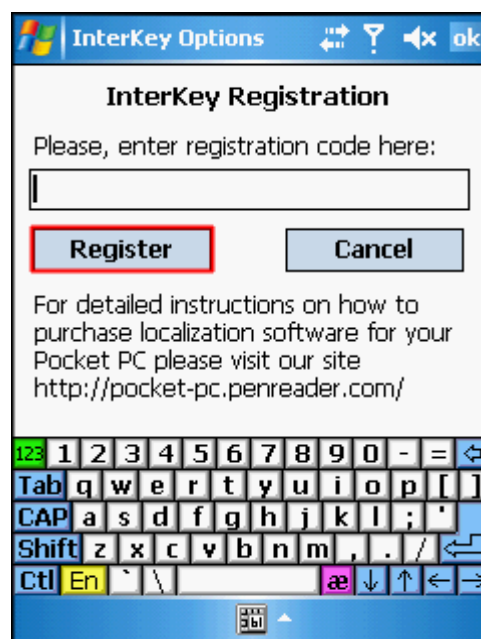 InterKey Options ok
InterKey Registration
Please, enter registration code here:
Register Cancel
For detailed instructions on how to
purchase localization software for your
Pocket PC please visit our site
http://pocket-pc.penreader.com/
123 1 2 3 4 5 6 7 8 9 0 - =
Tab q w e r t y u i o p [ ]
CAP a s d f g h j k l ; '
Shift z x c v b n m , . /
Ctl En ` \ æ